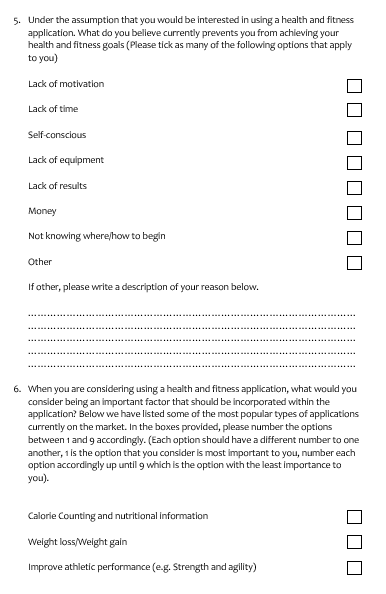 5. Under the assumption that you would be interested in using a health and fitness
application. What do you believe currently prevents you from achieving your
health and fitness goals (Please tick as many of the following options that apply
to you)
Lack of motivation
Lack of time
Self-conscious
Lack of equipment
Lack of results
Money
Not knowing where/how to begin
Other
If other, please write a description of your reason below.
6. When you are considering using a health and fitness application, what would you
consider being an important factor that should be incorporated within the
application? Below we have listed some of the most popular types of applications
currently on the market. In the boxes provided, please number the options
between 1 and 9 accordingly. (Each option should have a different number to one
another, 1 is the option that you consider is most important to you, number each
option accordingly up until 9 which is the option with the least importance to
you).
Calorie Counting and nutritional information
Weight loss/Weight gain
Improve athletic performance (e.g. Strength and agility)